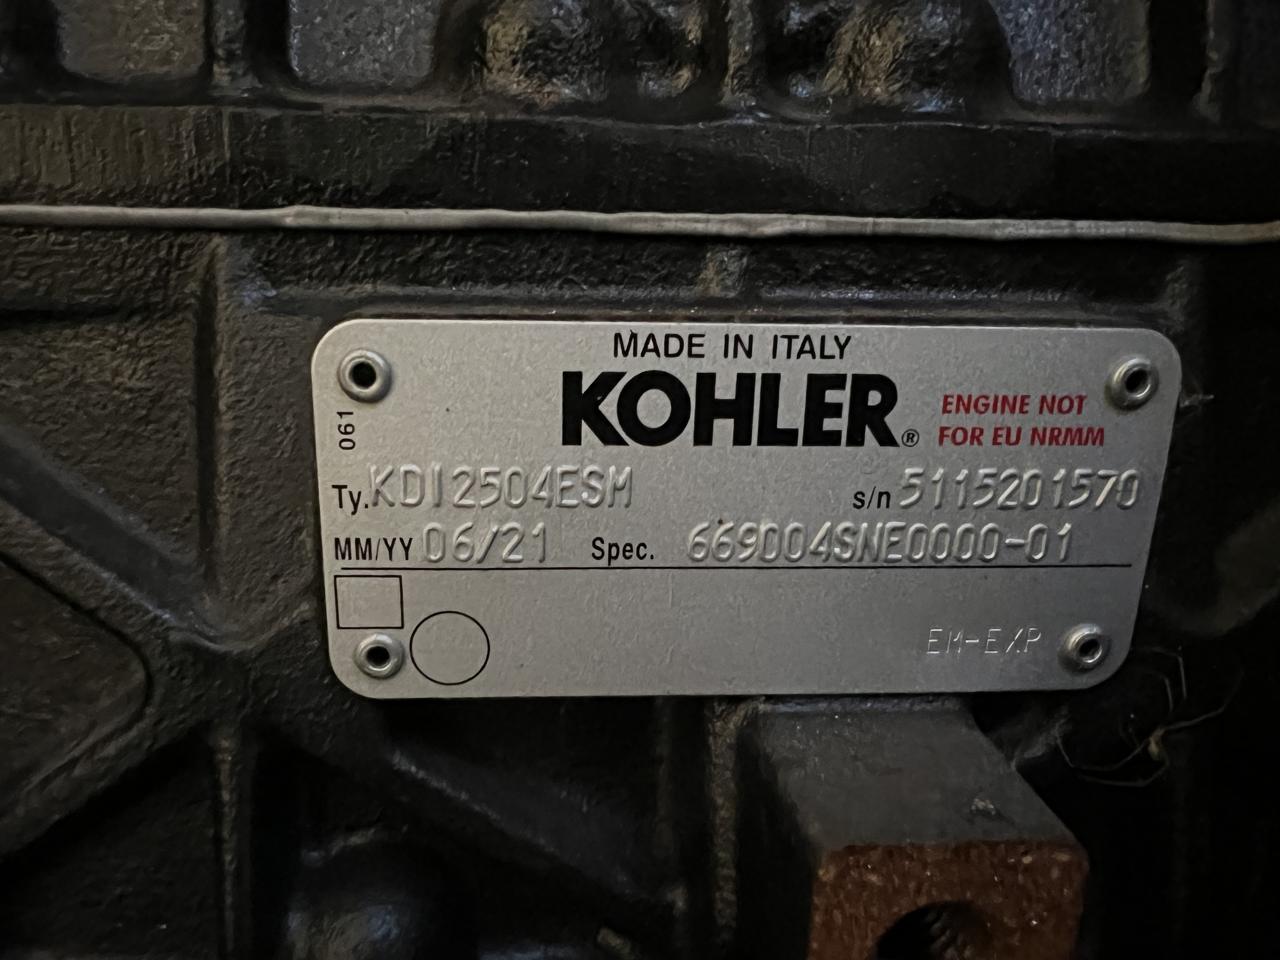 MADE IN ITALY
KOHLER®
ENGINE NOT
FOR EU NRMM
061
Ty. KDI2504ESM s/n 5115201570
MM/YY 06/21 Spec. 669D04SNE0000-01
EM-EXP